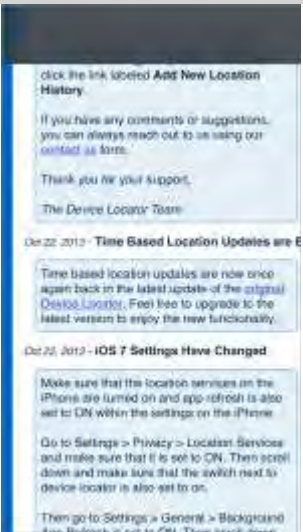 click the link labeled Add New Location
History.
If you have any comments or suggestions,
you can always reach out to us using our
contact us form.
Thank you for your support,
The Device Locator Team
Oct 22, 2013 - Time Based Location Updates are B
Time based location updates are now once
again back in the latest update of the original
Device Locator. Feel free to upgrade to the
latest version to enjoy the new functionality.
Oct 22, 2013 - iOS 7 Settings Have Changed
Make sure that the location services on the
iPhone are turned on and app refresh is also
set to ON within the settings on the iPhone.
Go to Settings > Privacy > Location Services
and make sure that it is set to ON. Then scroll
down and make sure that the switch next to
device locator is also set to on.
Then go to Settings > General > Background